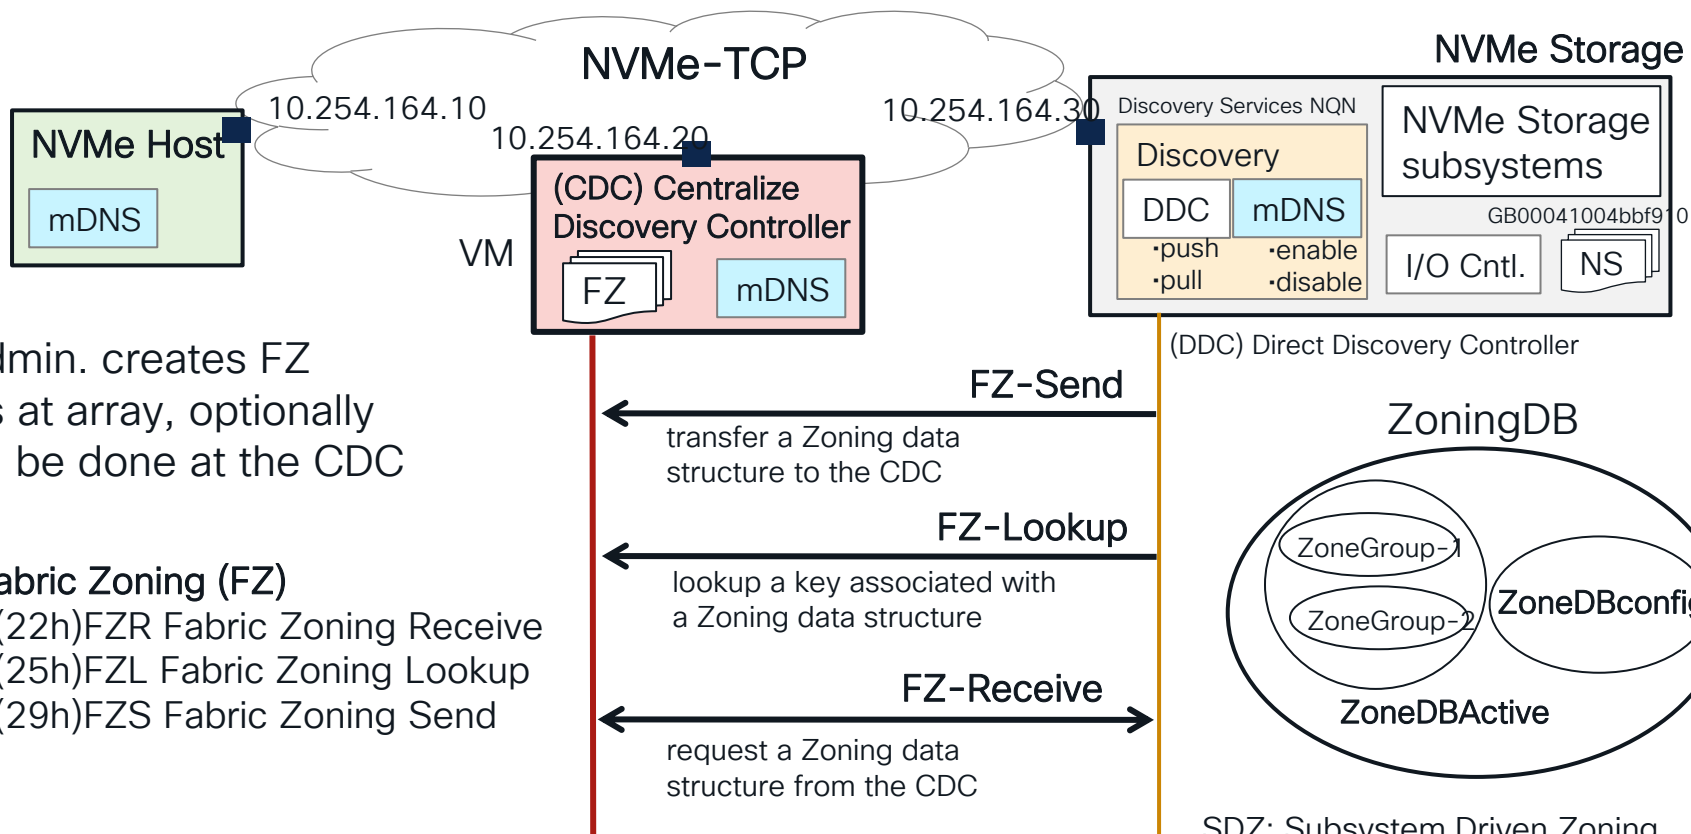 NVMe-TCP
NVMe Storage
10.254.164.10
10.254.164.20
10.254.164.30
NVMe Host
mDNS
VM
(CDC) Centralize
Discovery Controller
FZ
mDNS
Discovery Services NQN
Discovery
DDC
mDNS
·push
·pull
·enable
·disable
NVMe Storage
subsystems
GB00041004bbf910
I/O Cntl.
NS
(DDC) Direct Discovery Controller
dmin. creates FZ
s at array, optionally
be done at the CDC
abric Zoning (FZ)
(22h)FZR Fabric Zoning Receive
(25h)FZL Fabric Zoning Lookup
(29h)FZS Fabric Zoning Send
FZ-Send
transfer a Zoning data
structure to the CDC
FZ-Lookup
lookup a key associated with
a Zoning data structure
FZ-Receive
request a Zoning data
structure from the CDC
ZoningDB
ZoneGroup-1
ZoneGroup-2
ZoneDBconfig
ZoneDBActive
SDZ: Subsystem Driven Zoning